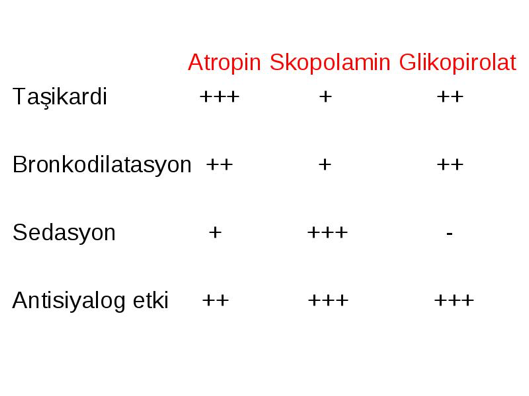 Atropin Skopolamin Glikopirolat
Taşikardi +++ + ++
Bronkodilatasyon ++ + ++
Sedasyon + +++ -
Antisiyalog etki ++ +++ +++